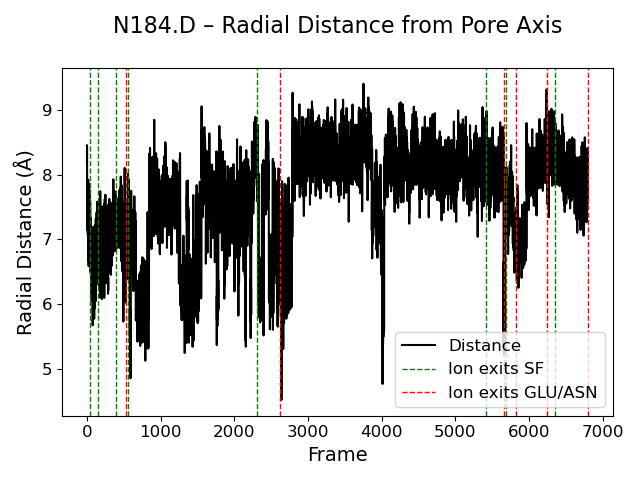 N184.D – Radial Distance from Pore Axis
Radial Distance (Å)
9
8
7
6
5
Distance
Ion exits SF
Ion exits GLU/ASN
0 1000 2000 3000 4000 5000 6000 7000
Frame